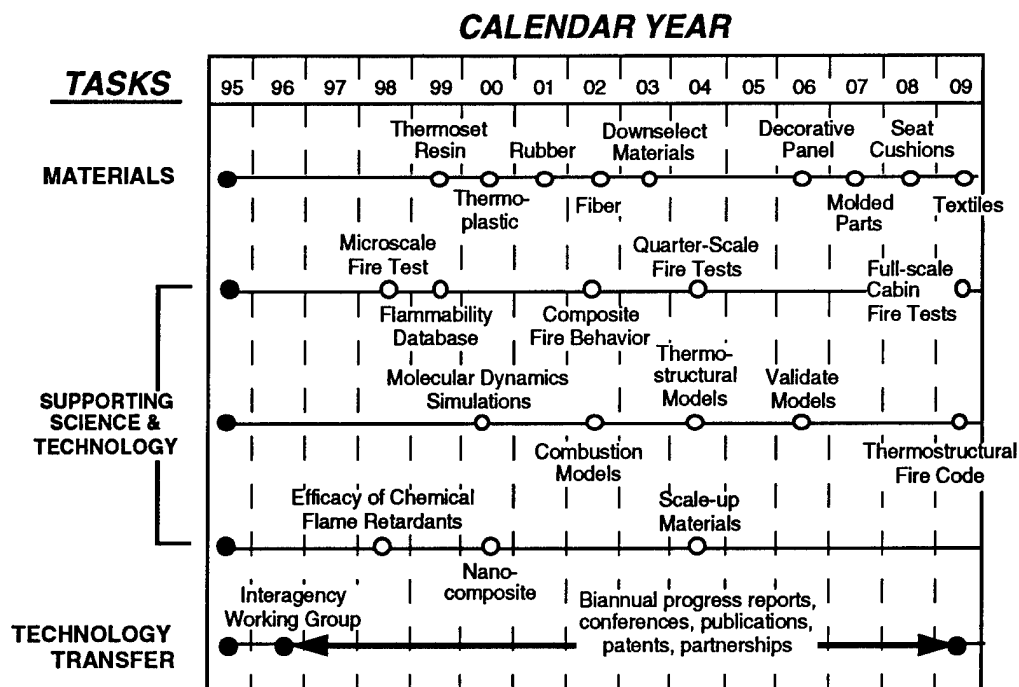 CALENDAR YEAR
TASKS
95 96 97 98 99 00 01 02 03 04 05 06 07 08 09
MATERIALS
Thermoset
Resin
Thermo-
plastic
Rubber
Fiber
Downselect
Materials
Decorative
Panel
Molded
Parts
Seat
Cushions
Textiles
SUPPORTING
SCIENCE &
TECHNOLOGY
Microscale
Fire Test
Flammability
Database
Composite
Fire Behavior
Quarter-Scale
Fire Tests
Full-scale
Cabin
Fire Tests
Molecular Dynamics
Simulations
Combustion
Models
Thermo-
structural
Models
Validate
Models
Thermostructural
Fire Code
Efficacy of Chemical
Flame Retardants
Nano-
composite
Scale-up
Materials
TECHNOLOGY
TRANSFER
Interagency
Working Group
Biannual progress reports,
conferences, publications,
patents, partnerships